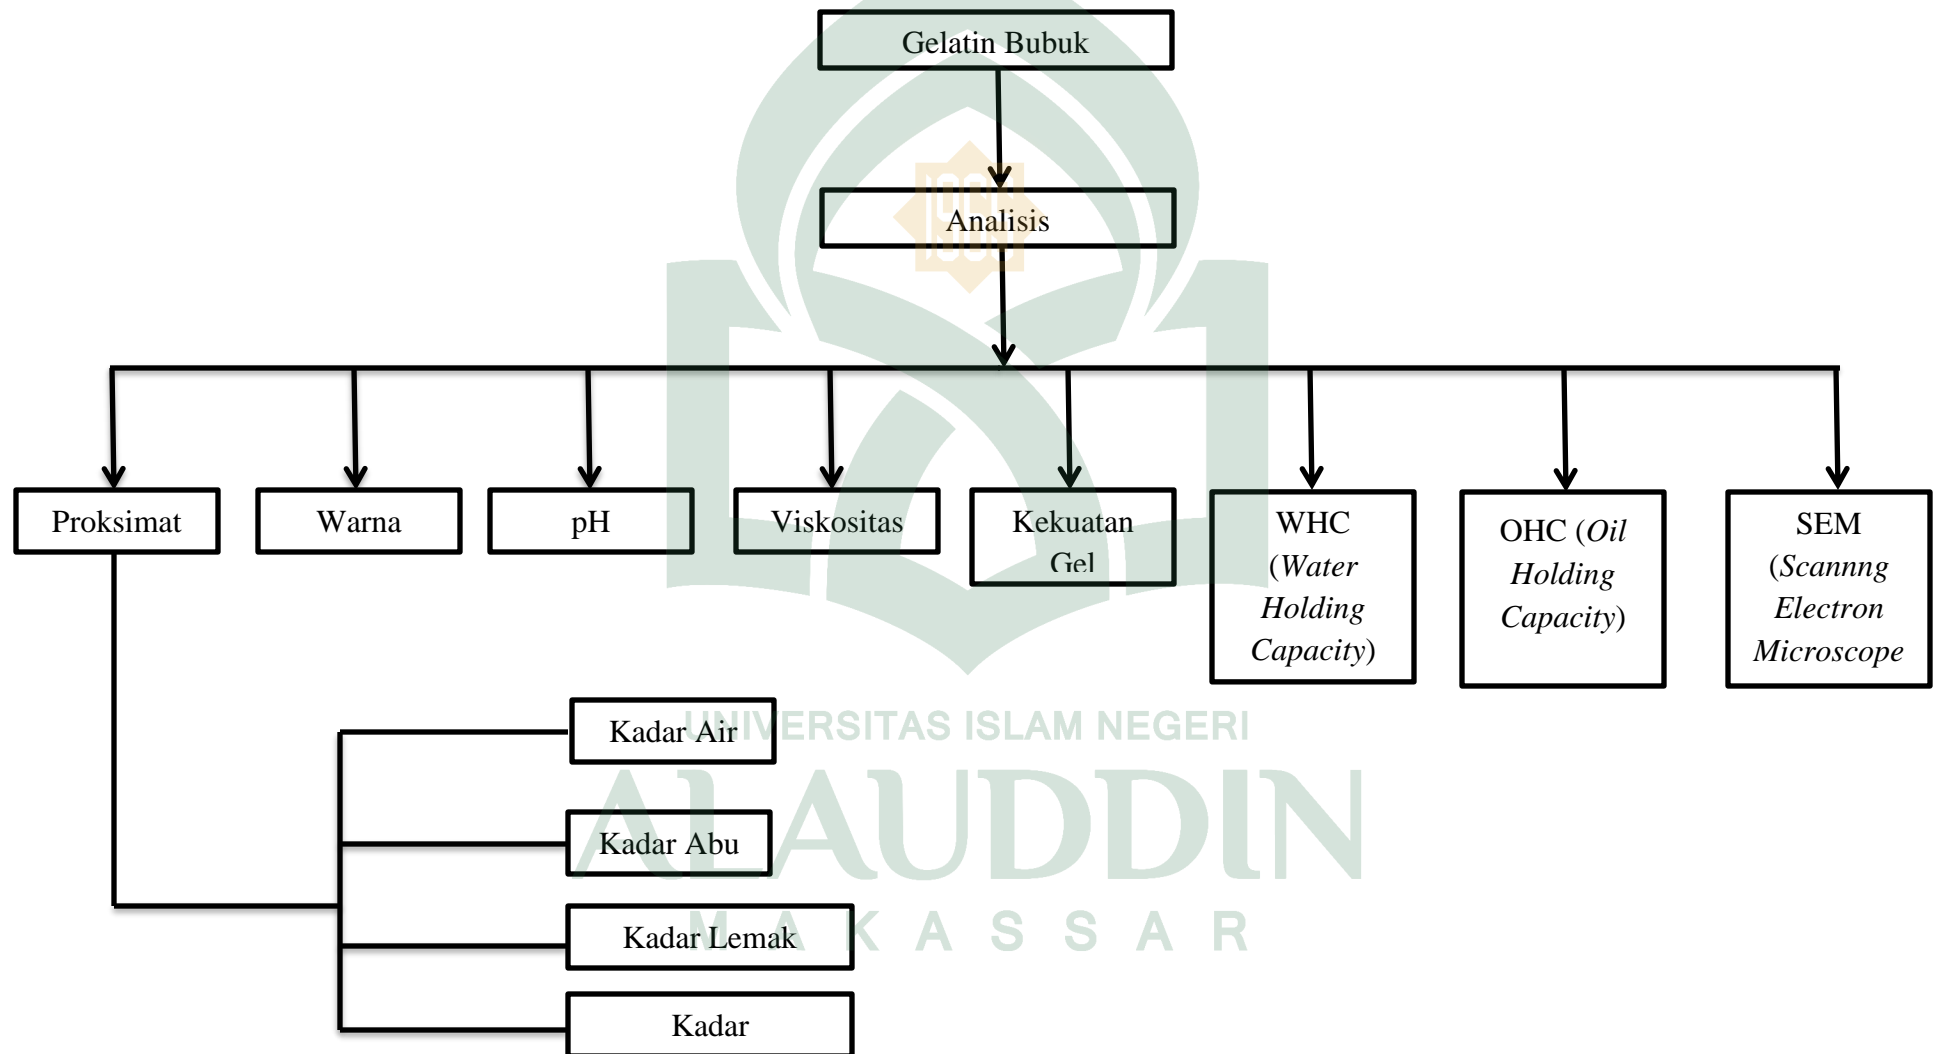 Gelatin Bubuk
Analisis
Proksimat
Warna
pH
Viskositas
Kekuatan
Gel
WHC
(Water
Holding
Capacity)
OHC (Oil
Holding
Capacity)
SEM
(Scannng
Electron
Microscope
Kadar Air
Kadar Abu
Kadar Lemak
Kadar
UNIVERSITAS ISLAM NEGERI
ALAUDDIN
MAKASSAR